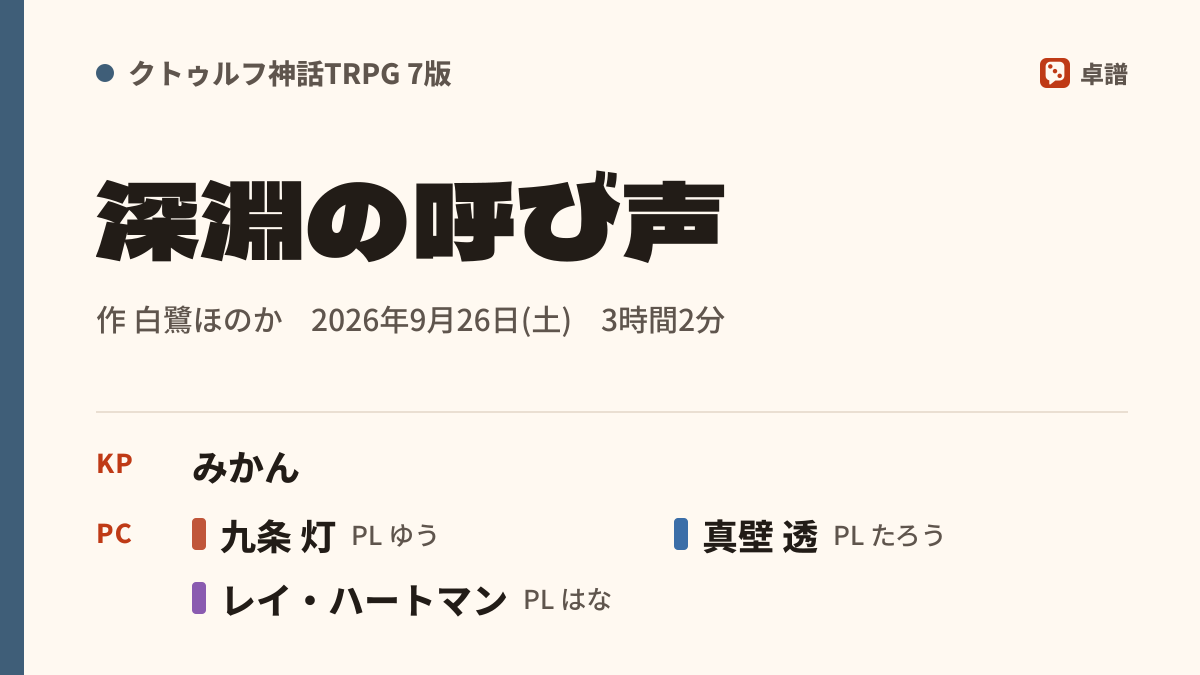 クトゥルフ神話TRPG 7版
卓譜
深淵の呼び声
作 白鷺ほのか 2026年9月26日(土) 3時間2分
KP みかん
PC 九条 灯 PL ゆう 真壁 透 PL たろう
レイ・ハートマン PL はな